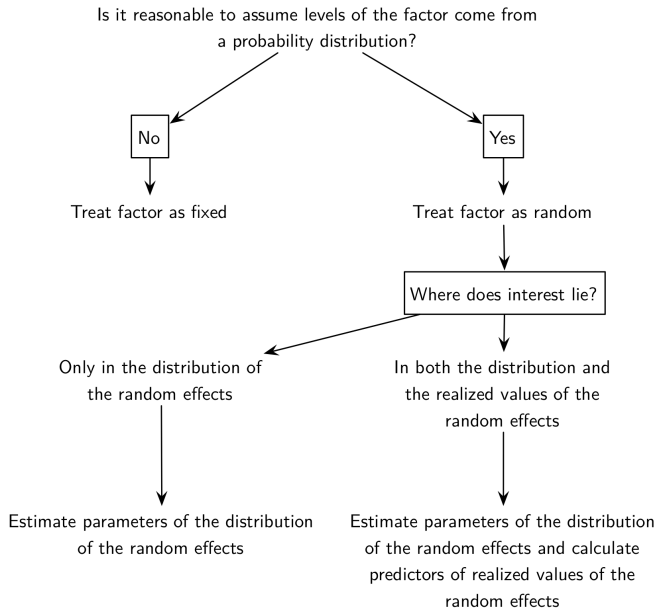 Is it reasonable to assume levels of the factor come from
a probability distribution?
No
Yes
Treat factor as fixed
Treat factor as random
Where does interest lie?
Only in the distribution of
the random effects
In both the distribution and
the realized values of the
random effects
Estimate parameters of the distribution
of the random effects
Estimate parameters of the distribution
of the random effects and calculate
predictors of realized values of the
random effects